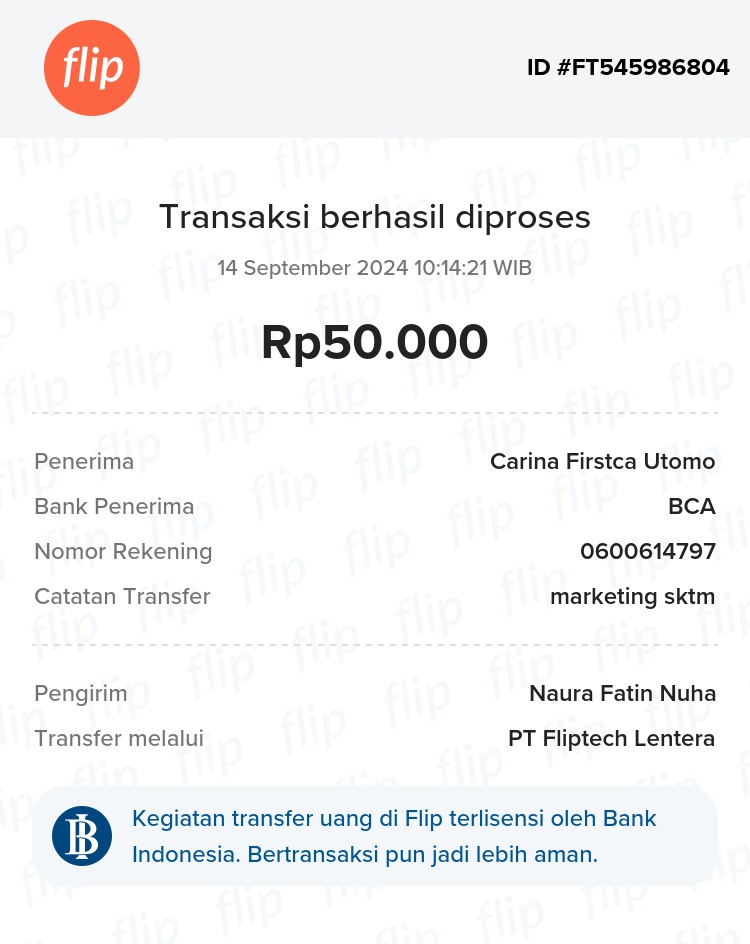 flip
ID #FT545986804
Transaksi berhasil diproses
14 September 2024 10:14:21 WIB
Rp50.000
Penerima Carina Firstca Utomo
Bank Penerima BCA
Nomor Rekening 0600614797
Catatan Transfer marketing sktm
Pengirim Naura Fatin Nuha
Transfer melalui PT Fliptech Lentera
Kegiatan transfer uang di Flip terlisensi oleh Bank
Indonesia. Bertransaksi pun jadi lebih aman.